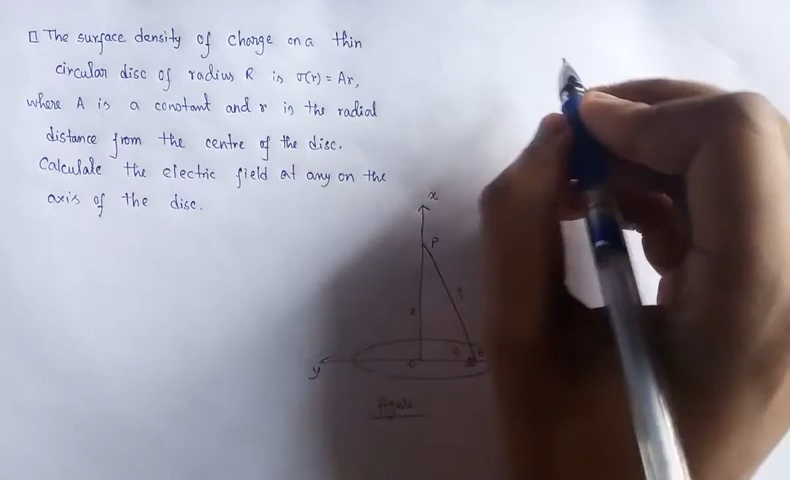 □ The surface density of charge on a thin
circular disc of radius R is σ(r) = Ar,
where A is a constant and r is the radial
distance from the centre of the disc.
Calculate the electric field at any on the
axis of the disc.
x
P
x
O
y
Figure